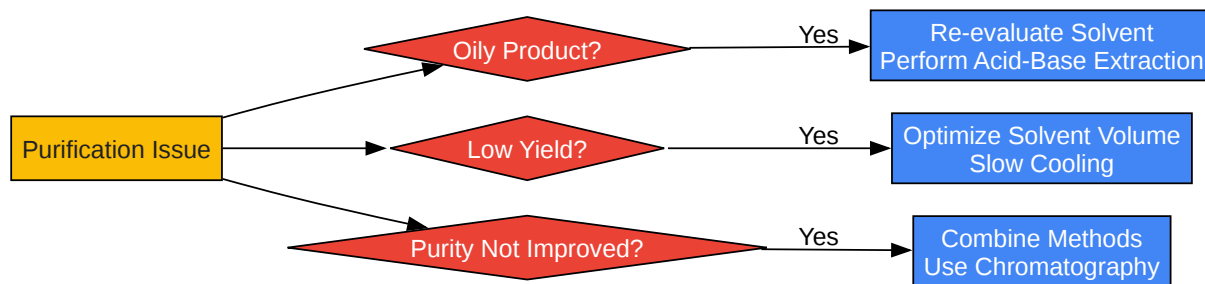 Purification Issue
Oily Product?
Yes
Re-evaluate Solvent
Perform Acid-Base Extraction
Low Yield?
Yes
Optimize Solvent Volume
Slow Cooling
Purity Not Improved?
Yes
Combine Methods
Use Chromatography